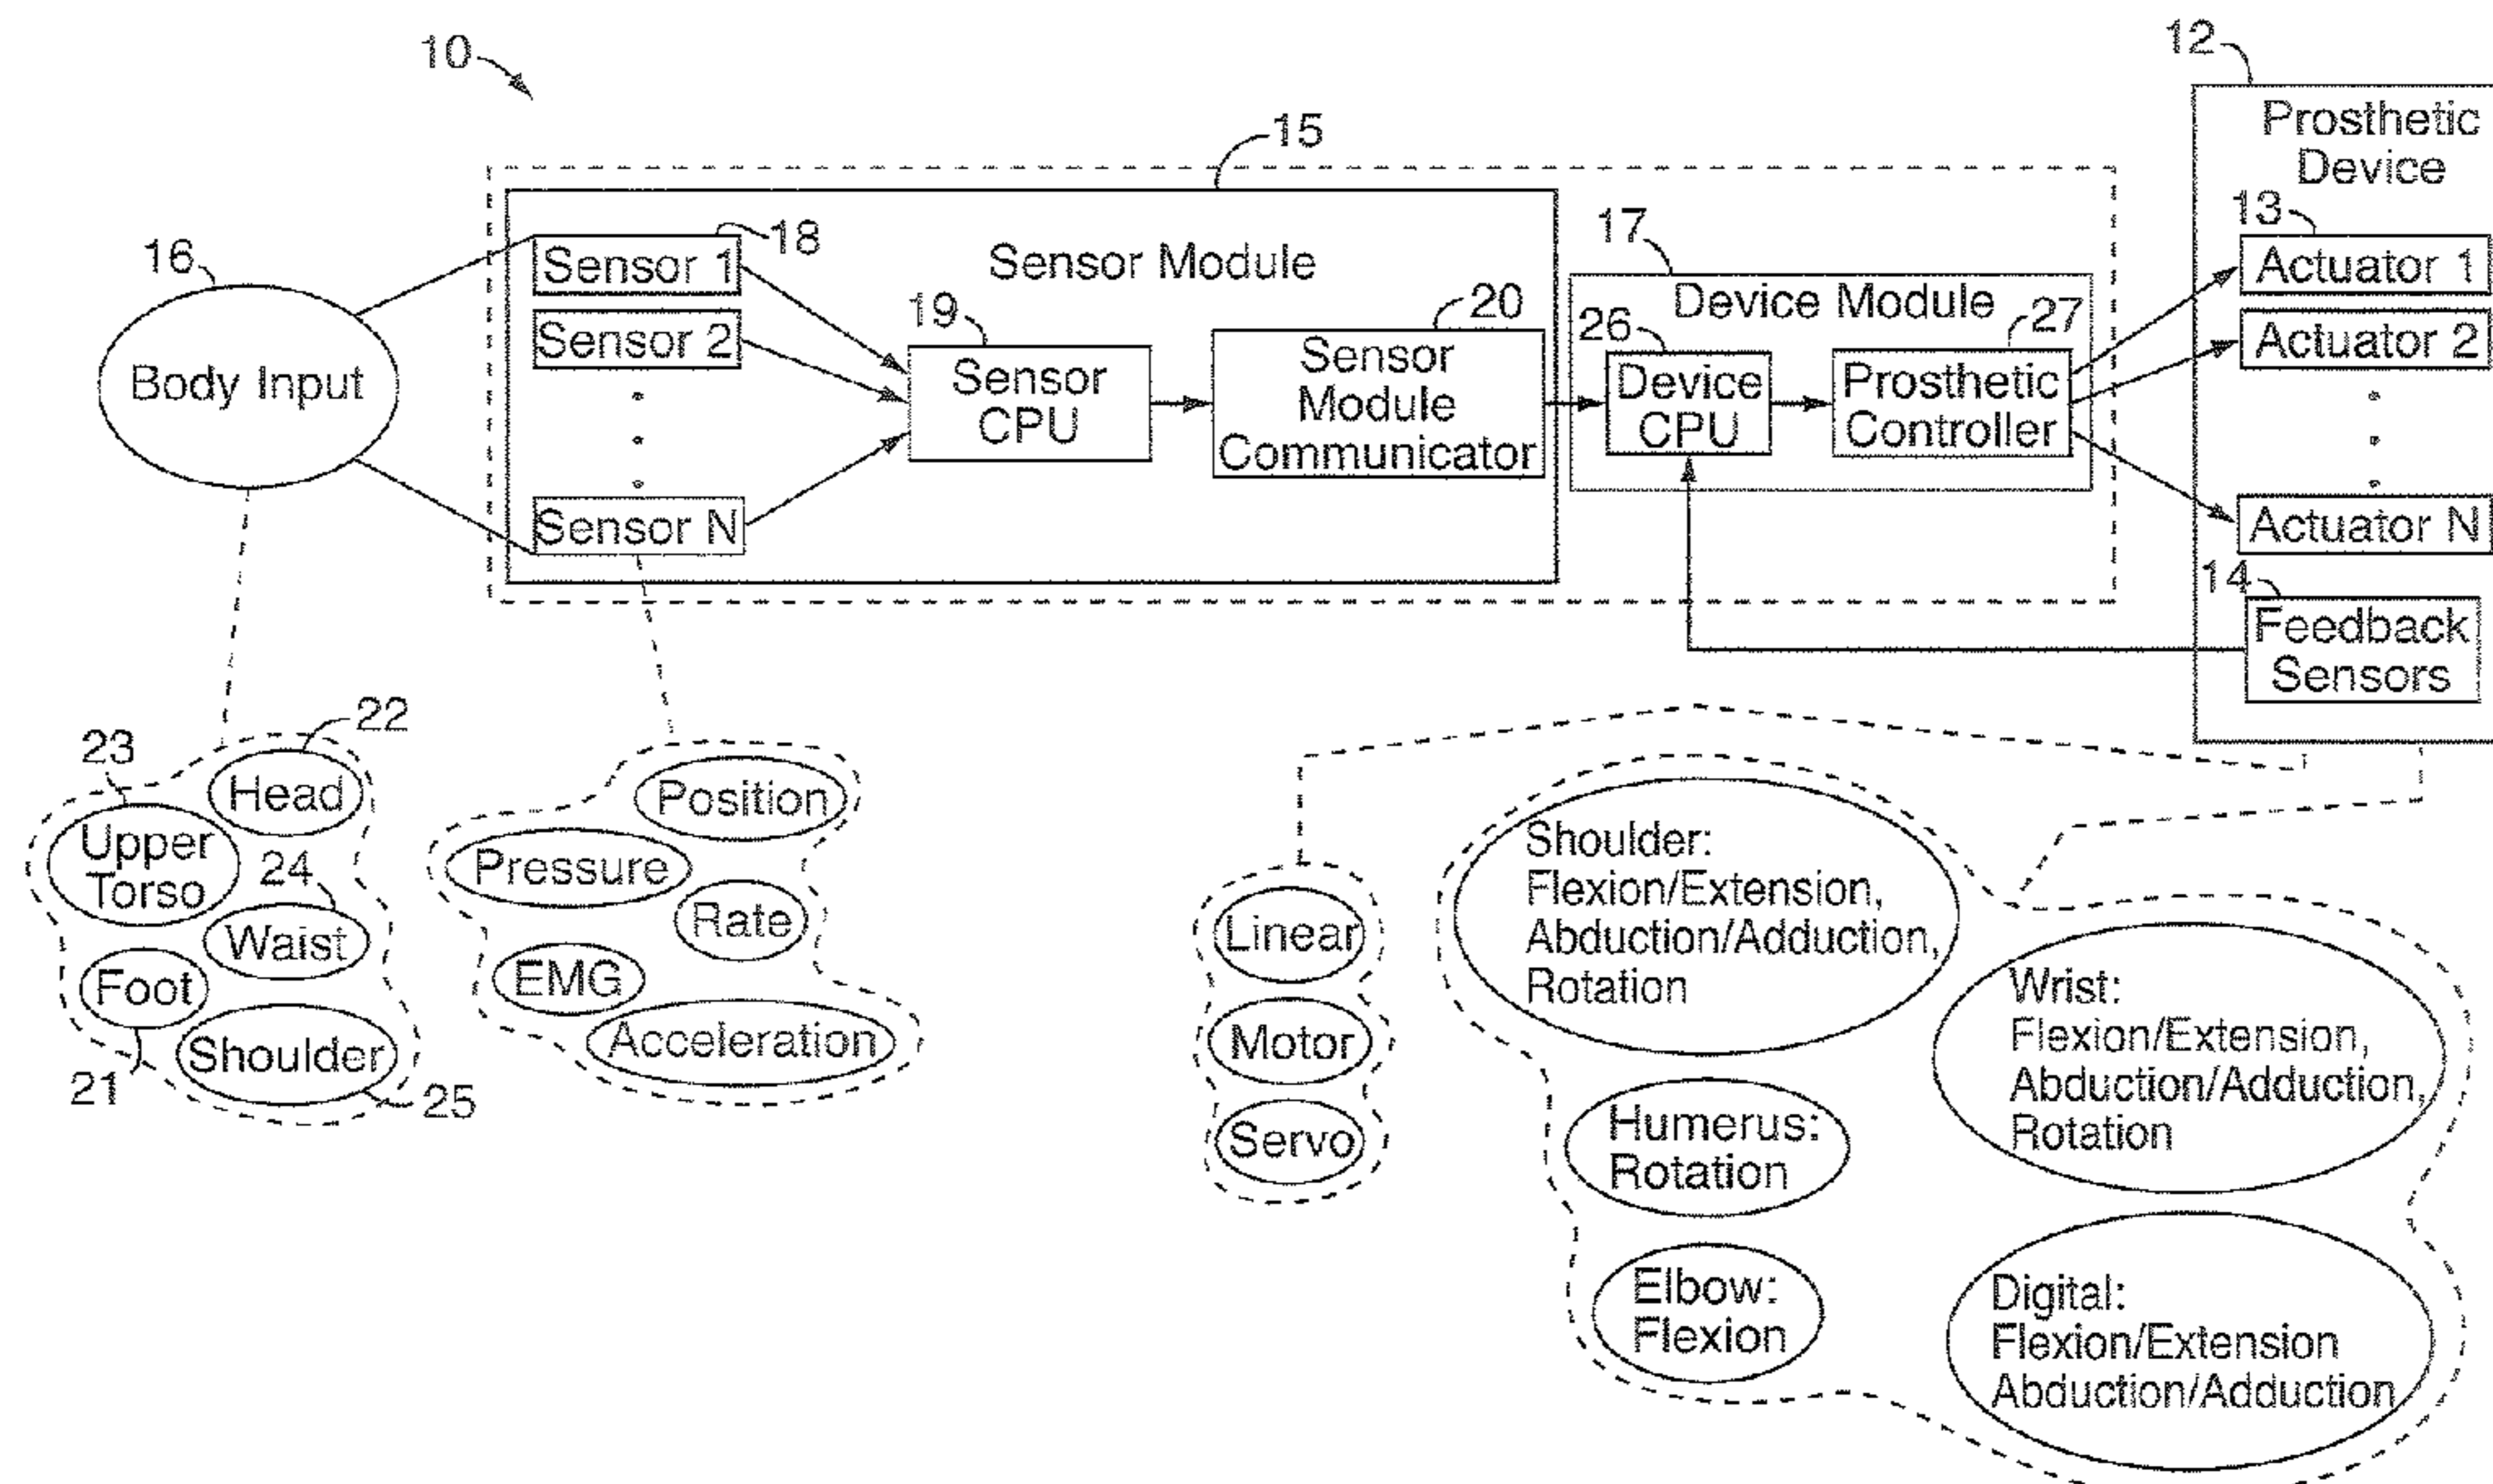 10
12
Prosthetic
Device
15
16
Body Input
18
Sensor 1
Sensor 2
Sensor N
Sensor Module
19
Sensor
CPU
20
Sensor
Module
Communicator
17
Device Module
26
Device
CPU
27
Prosthetic
Controller
13
Actuator 1
Actuator 2
Actuator N
14
Feedback
Sensors
22
Head
23
Upper
Torso
24
Waist
Foot
21
Shoulder
25
Position
Pressure
Rate
EMG
Acceleration
Linear
Motor
Servo
Shoulder:
Flexion/Extension,
Abduction/Adduction,
Rotation
Wrist:
Flexion/Extension,
Abduction/Adduction,
Rotation
Humerus:
Rotation
Elbow:
Flexion
Digital:
Flexion/Extension
Abduction/Adduction